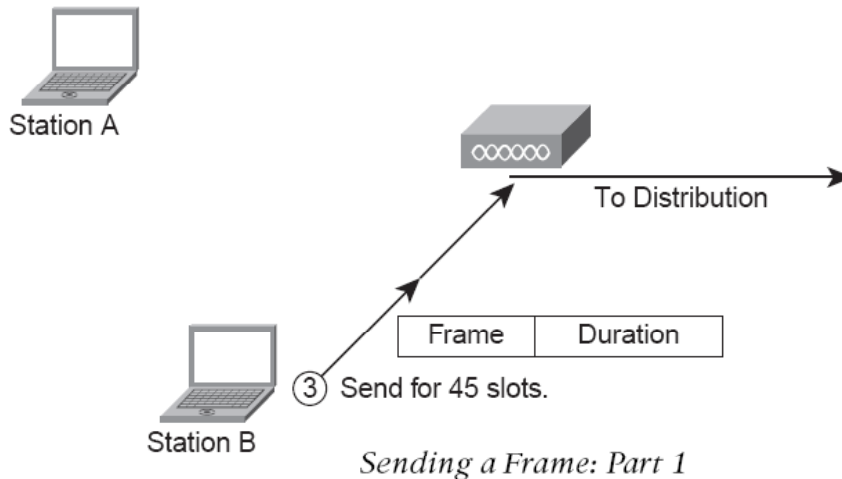 Station A
To Distribution
Frame
Duration
3
Send for 45 slots.
Station B
Sending a Frame: Part 1